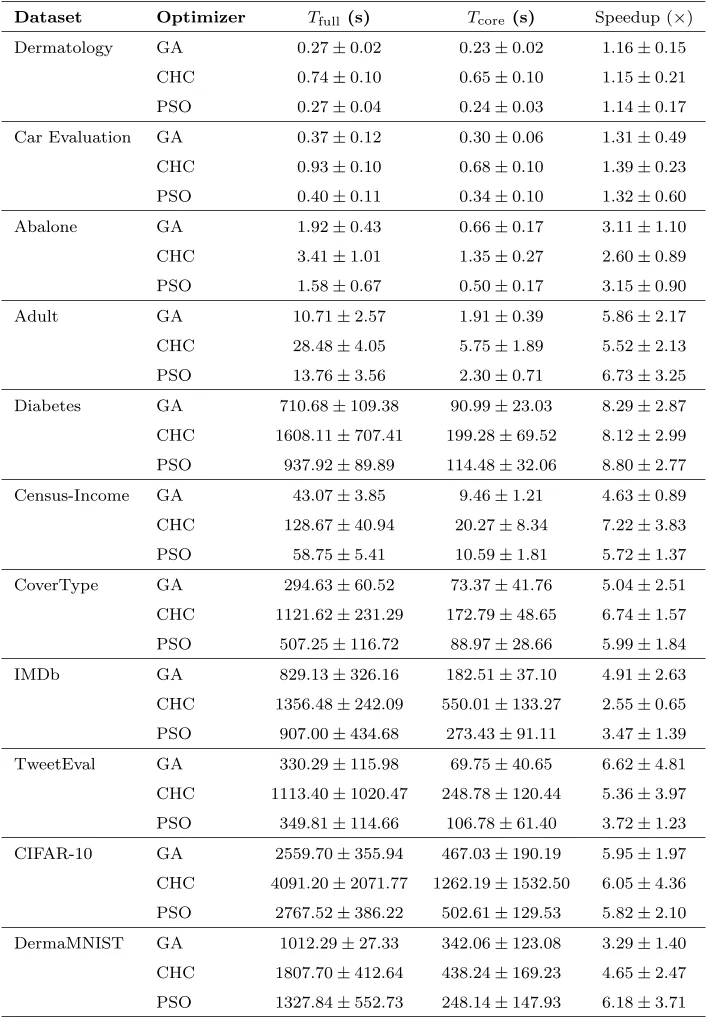 Dataset Optimizer T_full (s) T_core (s) Speedup (×)
Dermatology GA 0.27 ± 0.02 0.23 ± 0.02 1.16 ± 0.15
CHC 0.74 ± 0.10 0.65 ± 0.10 1.15 ± 0.21
PSO 0.27 ± 0.04 0.24 ± 0.03 1.14 ± 0.17
Car Evaluation GA 0.37 ± 0.12 0.30 ± 0.06 1.31 ± 0.49
CHC 0.93 ± 0.10 0.68 ± 0.10 1.39 ± 0.23
PSO 0.40 ± 0.11 0.34 ± 0.10 1.32 ± 0.60
Abalone GA 1.92 ± 0.43 0.66 ± 0.17 3.11 ± 1.10
CHC 3.41 ± 1.01 1.35 ± 0.27 2.60 ± 0.89
PSO 1.58 ± 0.67 0.50 ± 0.17 3.15 ± 0.90
Adult GA 10.71 ± 2.57 1.91 ± 0.39 5.86 ± 2.17
CHC 28.48 ± 4.05 5.75 ± 1.89 5.52 ± 2.13
PSO 13.76 ± 3.56 2.30 ± 0.71 6.73 ± 3.25
Diabetes GA 710.68 ± 109.38 90.99 ± 23.03 8.29 ± 2.87
CHC 1608.11 ± 707.41 199.28 ± 69.52 8.12 ± 2.99
PSO 937.92 ± 89.89 114.48 ± 32.06 8.80 ± 2.77
Census-Income GA 43.07 ± 3.85 9.46 ± 1.21 4.63 ± 0.89
CHC 128.67 ± 40.94 20.27 ± 8.34 7.22 ± 3.83
PSO 58.75 ± 5.41 10.59 ± 1.81 5.72 ± 1.37
CoverType GA 294.63 ± 60.52 73.37 ± 41.76 5.04 ± 2.51
CHC 1121.62 ± 231.29 172.79 ± 48.65 6.74 ± 1.57
PSO 507.25 ± 116.72 88.97 ± 28.66 5.99 ± 1.84
IMDb GA 829.13 ± 326.16 182.51 ± 37.10 4.91 ± 2.63
CHC 1356.48 ± 242.09 550.01 ± 133.27 2.55 ± 0.65
PSO 907.00 ± 434.68 273.43 ± 91.11 3.47 ± 1.39
TweetEval GA 330.29 ± 115.98 69.75 ± 40.65 6.62 ± 4.81
CHC 1113.40 ± 1020.47 248.78 ± 120.44 5.36 ± 3.97
PSO 349.81 ± 114.66 106.78 ± 61.40 3.72 ± 1.23
CIFAR-10 GA 2559.70 ± 355.94 467.03 ± 190.19 5.95 ± 1.97
CHC 4091.20 ± 2071.77 1262.19 ± 1532.50 6.05 ± 4.36
PSO 2767.52 ± 386.22 502.61 ± 129.53 5.82 ± 2.10
DermaMNIST GA 1012.29 ± 27.33 342.06 ± 123.08 3.29 ± 1.40
CHC 1807.70 ± 412.64 438.24 ± 169.23 4.65 ± 2.47
PSO 1327.84 ± 552.73 248.14 ± 147.93 6.18 ± 3.71